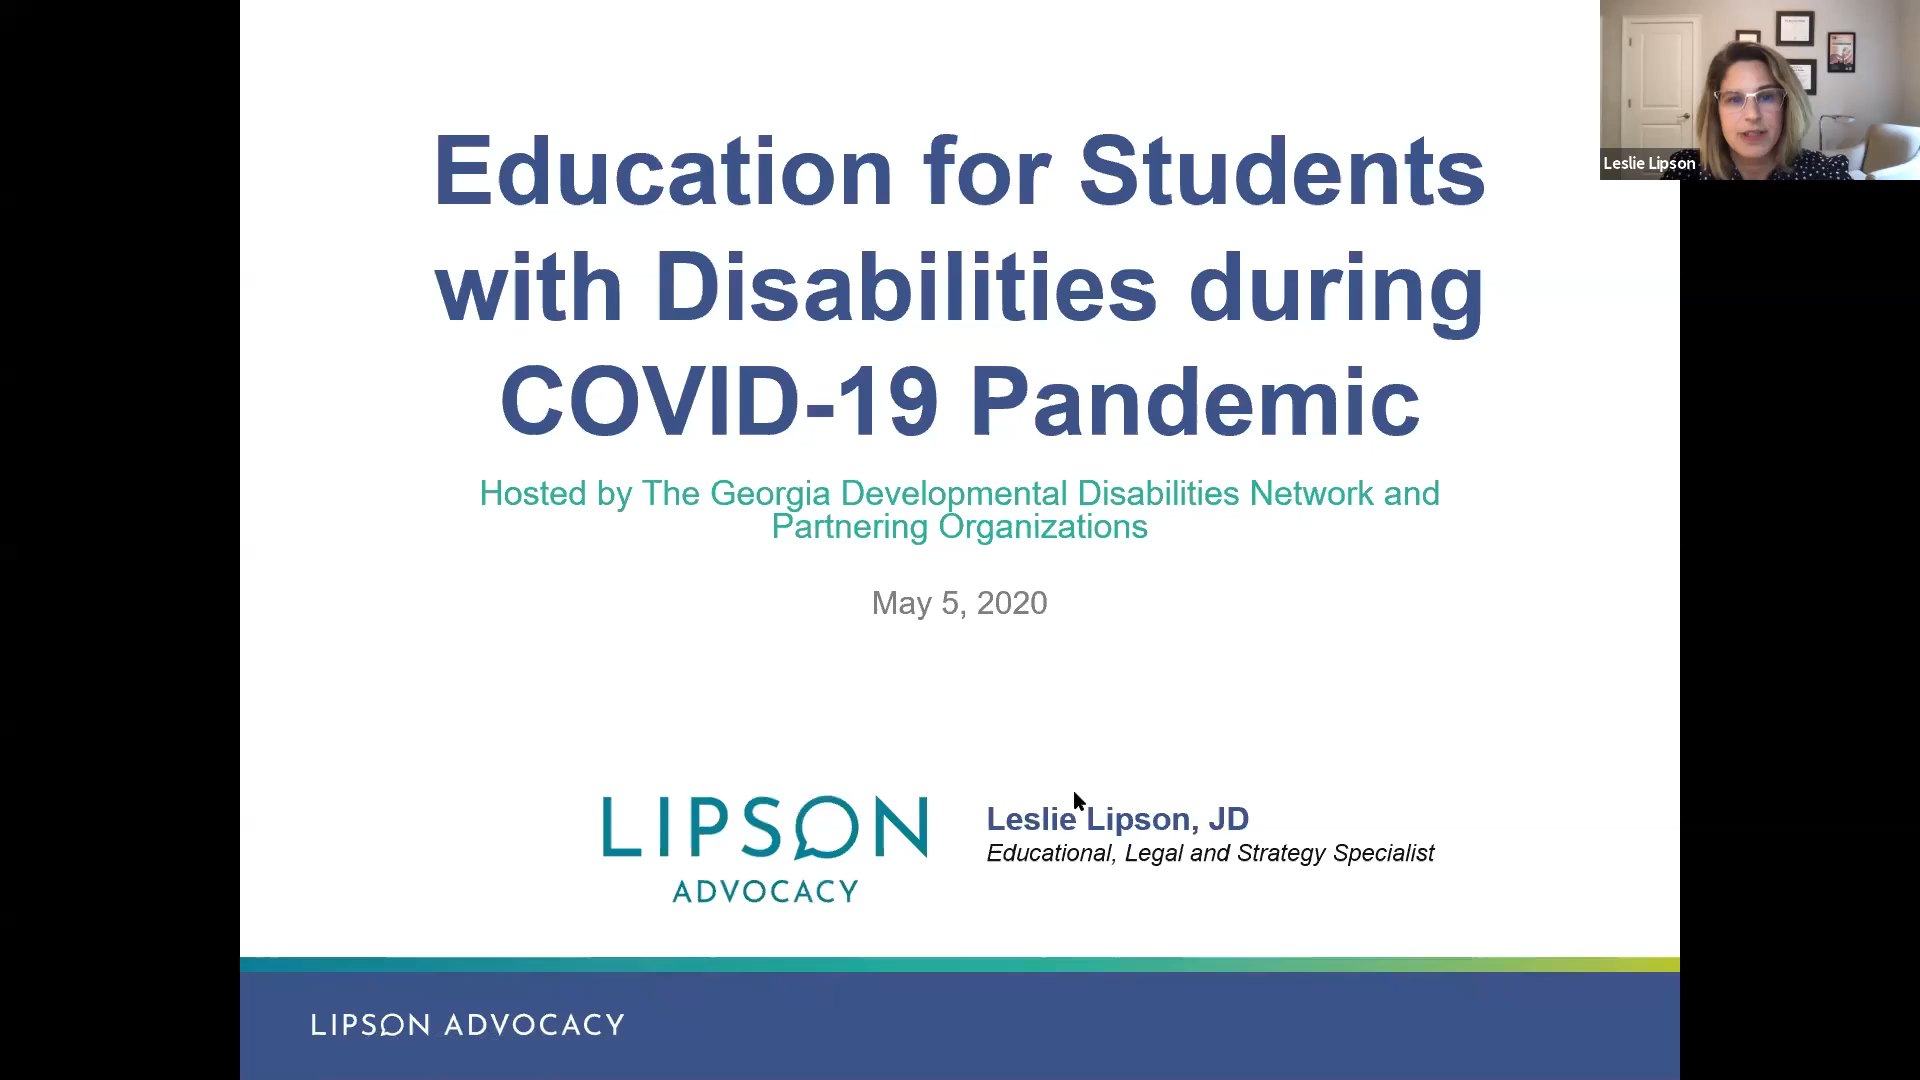 Education for Students
with Disabilities during
COVID-19 Pandemic
Hosted by The Georgia Developmental Disabilities Network and
Partnering Organizations
May 5, 2020
LIPSON
ADVOCACY
Leslie Lipson, JD
Educational, Legal and Strategy Specialist
LIPSON ADVOCACY
Leslie Lipson